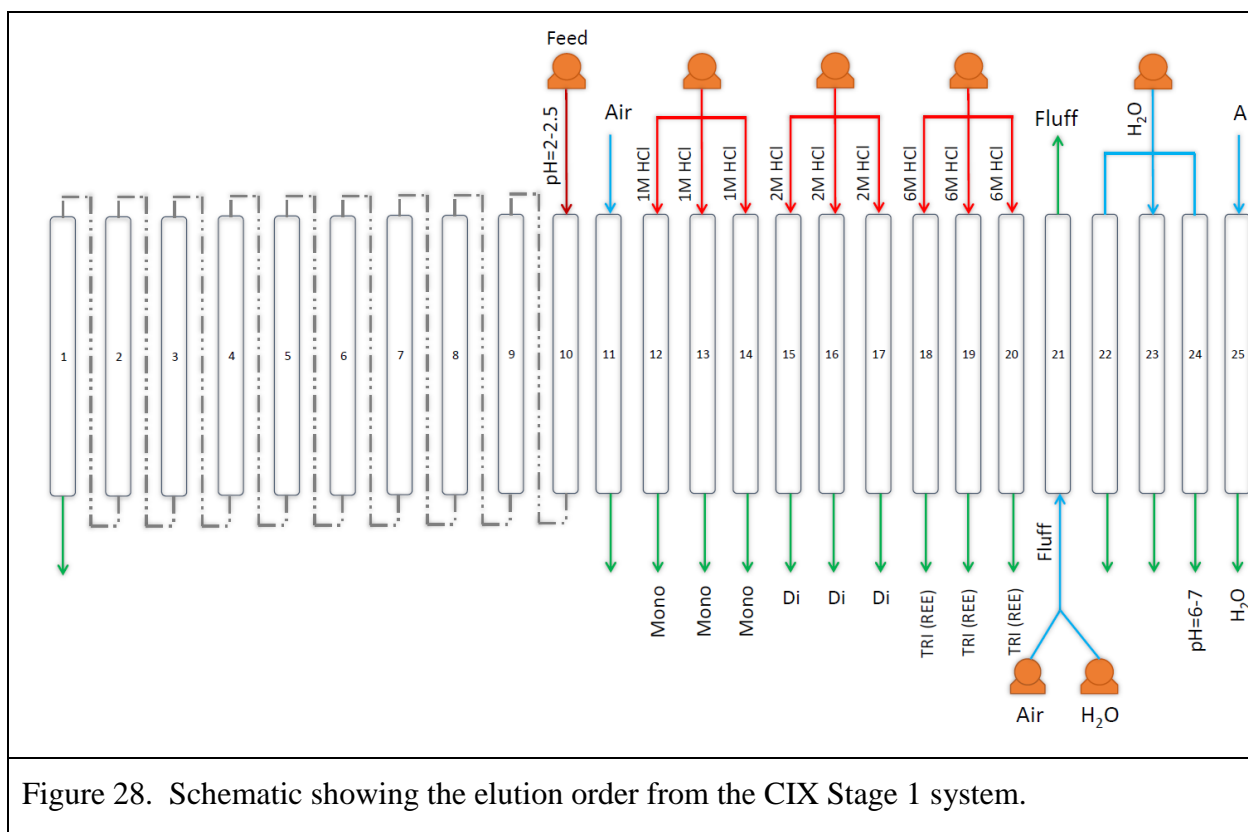 Feed
Air
Fluff
H₂O
A
pH=2-2.5
1M HCl
1M HCl
1M HCl
2M HCl
2M HCl
2M HCl
6M HCl
6M HCl
6M HCl
1 2 3 4 5 6 7 8 9 10 11 12 13 14 15 16 17 18 19 20 21 22 23 24 25
Fluff
Mono
Mono
Mono
Di
Di
Di
TRI (REE)
TRI (REE)
TRI (REE)
pH=6-7
H₂O
Air
H₂O
Figure 28. Schematic showing the elution order from the CIX Stage 1 system.